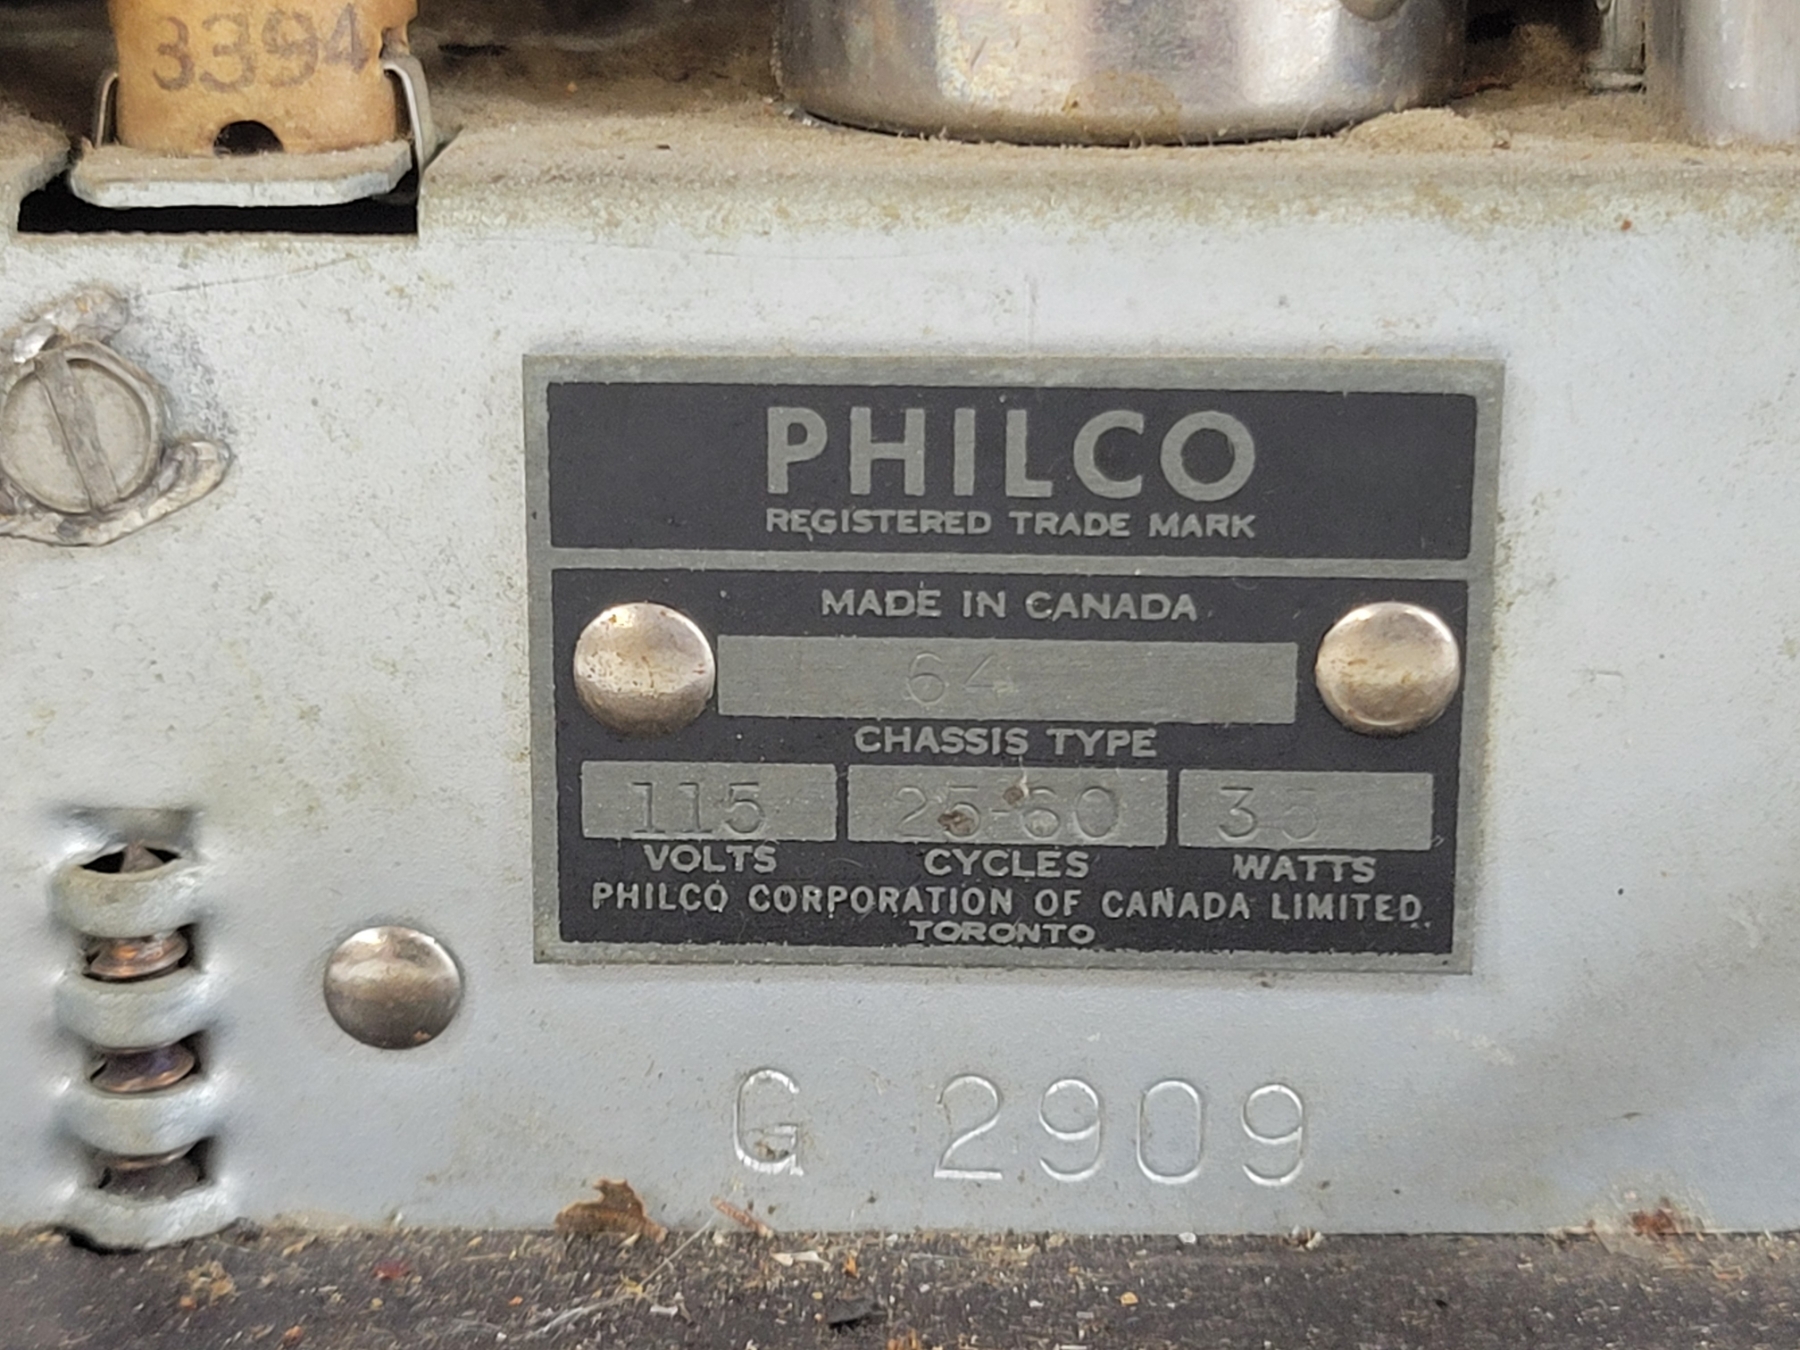 3394
PHILCO
REGISTERED TRADE MARK
MADE IN CANADA
64
CHASSIS TYPE
115 25-60 35
VOLTS CYCLES WATTS
PHILCO CORPORATION OF CANADA LIMITED.
TORONTO
G 2909